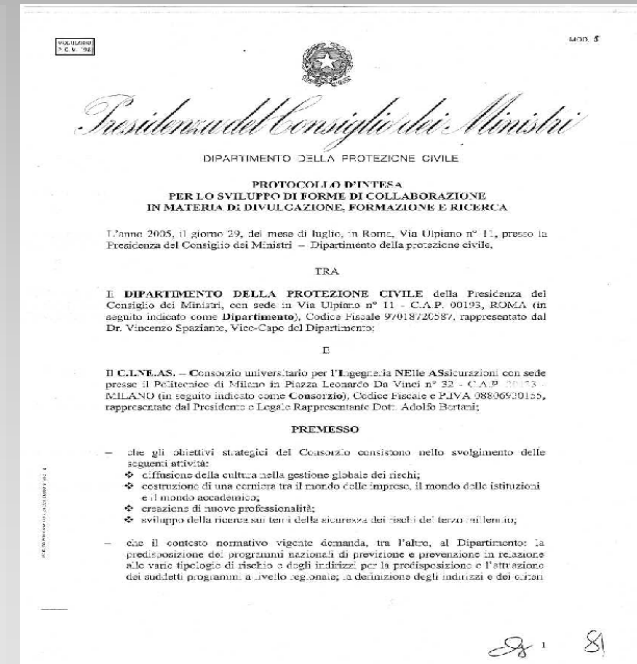 MOD. 5
Presidenza del Consiglio dei Ministri
DIPARTIMENTO DELLA PROTEZIONE CIVILE
PROTOCOLLO D'INTESA
PER LO SVILUPPO DI FORME DI COLLABORAZIONE
IN MATERIA DI DIVULGAZIONE, FORMAZIONE E RICERCA
L'anno 2005, il giorno 29, del mese di luglio, in Roma, Via Ulpiano n° 11, presso la
Presidenza del Consiglio dei Ministri – Dipartimento della protezione civile,
TRA
Il DIPARTIMENTO DELLA PROTEZIONE CIVILE della Presidenza del
Consiglio dei Ministri, con sede in Via Ulpiano n° 11 - C.A.P. 00193, ROMA (in
seguito indicato come Dipartimento), Codice Fiscale 97018720587, rappresentato dal
Dr. Vincenzo Spaziante, Vice-Capo del Dipartimento;
E
Il C.I.NE.AS. – Consorzio universitario per l'Ingegneria NElle ASsicurazioni con sede
presso il Politecnico di Milano in Piazza Leonardo Da Vinci n° 32 - C.A.P.
MILANO (in seguito indicato come Consorzio), Codice Fiscale e P.IVA 08806930155,
rappresentato dal Presidente e Legale Rappresentante Dott. Adolfo Bertani;
PREMESSO
– che gli obiettivi strategici del Consorzio consistono nello svolgimento delle
seguenti attività:
❖ diffusione della cultura nella gestione globale dei rischi;
❖ costruzione di una cerniera tra il mondo delle imprese, il mondo delle istituzioni
e il mondo accademico;
❖ creazione di nuove professionalità;
❖ sviluppo della ricerca sui temi della sicurezza dei rischi del terzo millennio;
– che il contesto normativo vigente demanda, tra l'altro, al Dipartimento: la
predisposizione dei programmi nazionali di previsione e prevenzione in relazione
alle varie tipologie di rischio e degli indirizzi per la predisposizione e l'attuazione
dei suddetti programmi a livello regionale; la definizione degli indirizzi e dei criteri
1